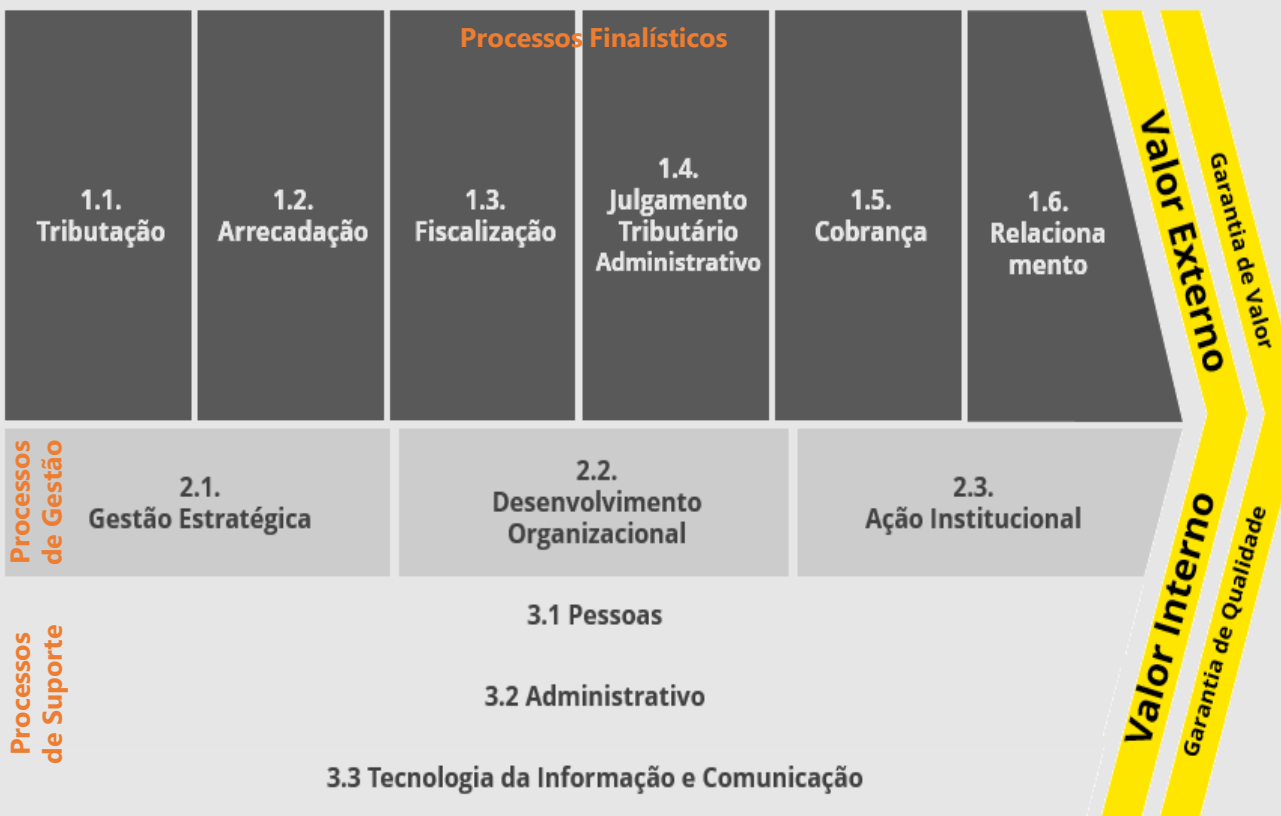 Processos Finalísticos
1.1.
Tributação
1.2.
Arrecadação
1.3.
Fiscalização
1.4.
Julgamento
Tributário
Administrativo
1.5.
Cobrança
1.6.
Relaciona
mento
Valor Externo
Garantia de Valor
Processos
de Gestão
2.1.
Gestão Estratégica
2.2.
Desenvolvimento
Organizacional
2.3.
Ação Institucional
Processos
de Suporte
3.1 Pessoas
3.2 Administrativo
3.3 Tecnologia da Informação e Comunicação
Valor Interno
Garantia de Qualidade